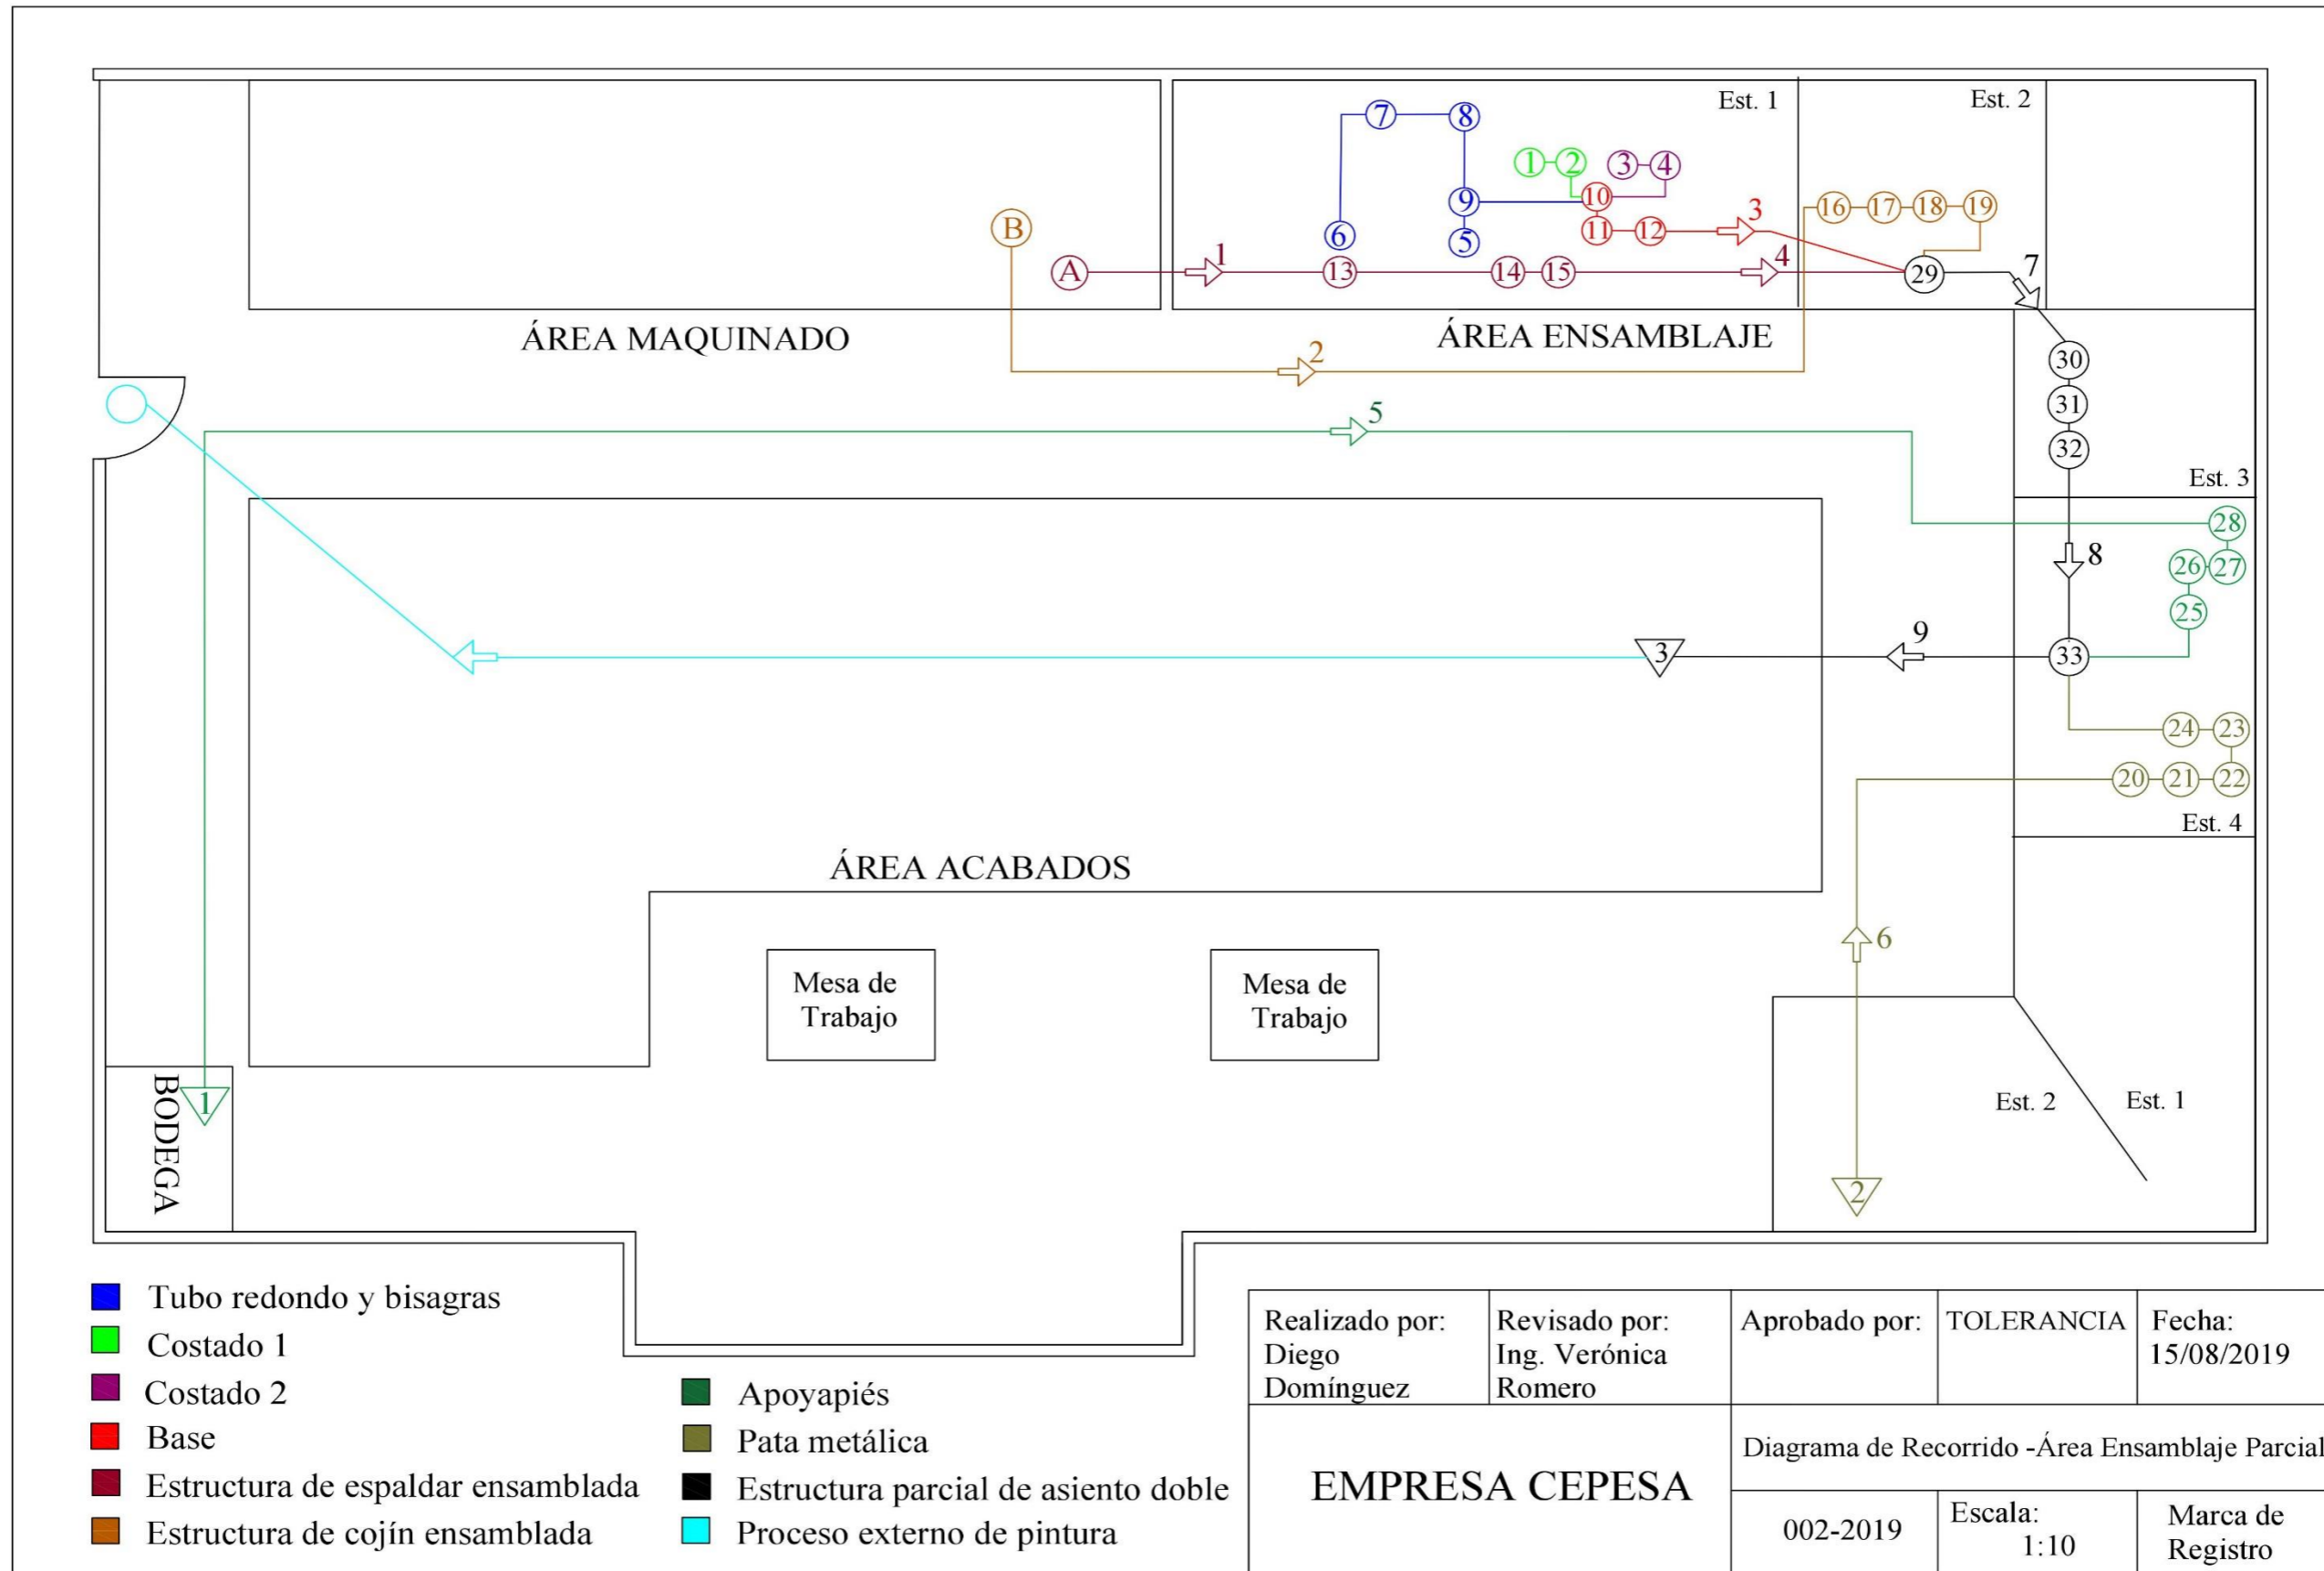 Est. 1
Est. 2
7
8
1
2
3
4
16
17
18
19
B
6
9
5
10
11
12
3
A
1
13
14
15
4
29
7
ÁREA MAQUINADO
ÁREA ENSAMBLAJE
2
30
31
32
5
Est. 3
28
8
26
27
25
3
9
33
24
23
20
21
22
Est. 4
ÁREA ACABADOS
6
Mesa de
Trabajo
Mesa de
Trabajo
BODEGA
1
Est. 2
Est. 1
2
Tubo redondo y bisagras
Costado 1
Costado 2
Base
Estructura de espaldar ensamblada
Estructura de cojín ensamblada
Apoyapiés
Pata metálica
Estructura parcial de asiento doble
Proceso externo de pintura
Realizado por:
Diego
Domínguez
Revisado por:
Ing. Verónica
Romero
Aprobado por:
TOLERANCIA
Fecha:
15/08/2019
EMPRESA CEPESA
Diagrama de Recorrido -Área Ensamblaje Parcial
002-2019
Escala:
1:10
Marca de
Registro